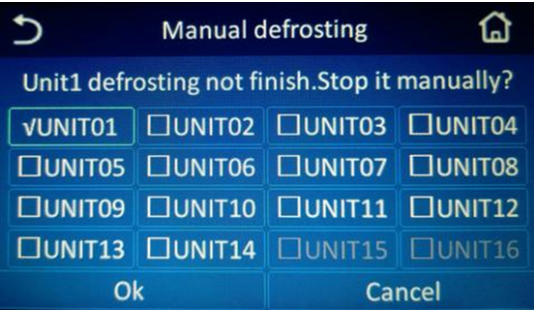 Manual defrosting
Unit1 defrosting not finish.Stop it manually?
√UNIT01 □UNIT02 □UNIT03 □UNIT04
□UNIT05 □UNIT06 □UNIT07 □UNIT08
□UNIT09 □UNIT10 □UNIT11 □UNIT12
□UNIT13 □UNIT14 □UNIT15 □UNIT16
Ok Cancel